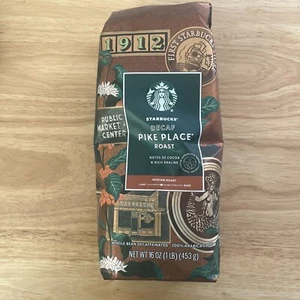 1912
FIRST STARBUCKS
STARBUCKS
DECAF
PIKE PLACE®
ROAST
NOTES OF COCOA
& RICH PRALINE
PUBLIC
MARKET
CENTER
MEDIUM ROAST
DARK
WHOLE BEAN DECAFFEINATED
100% ARABICA
NET WT 16 OZ (1 LB) (453 g)